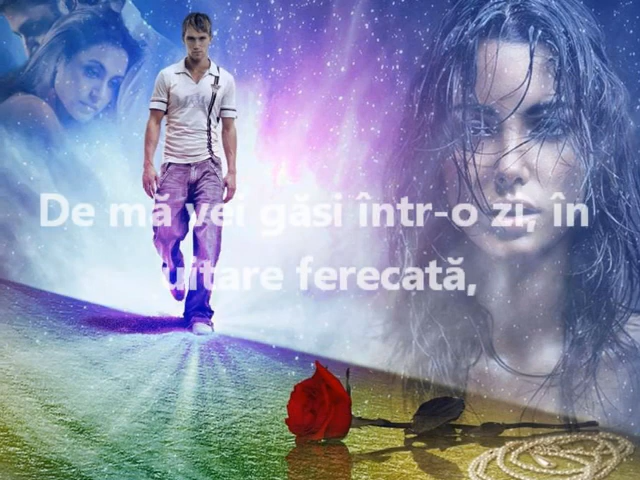 De mă vei găsi într-o zi, în
uitare ferecată,